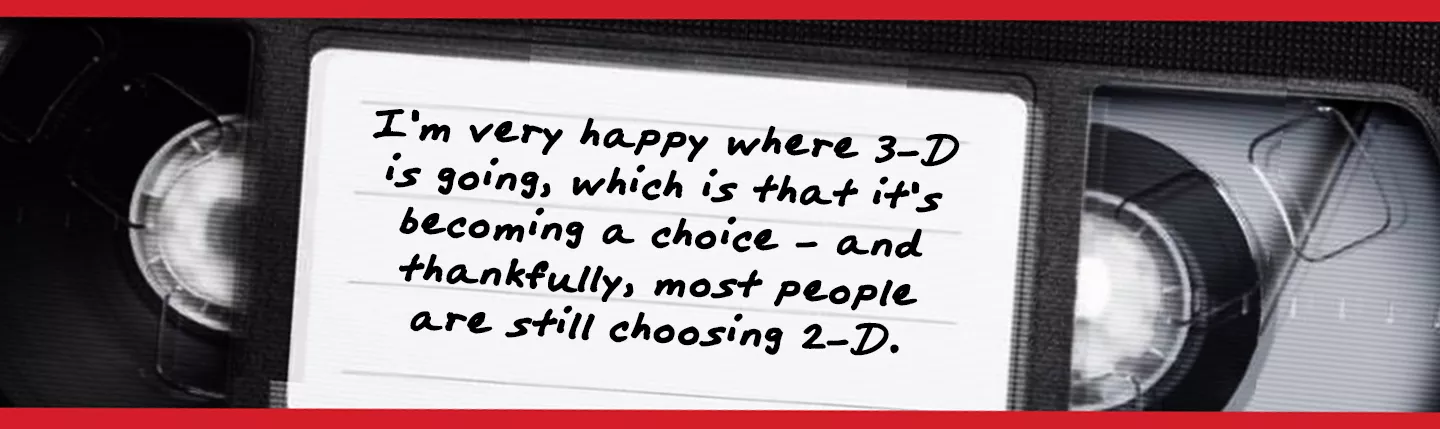 I'm very happy where 3-D
is going, which is that it's
becoming a choice - and
thankfully, most people
are still choosing 2-D.